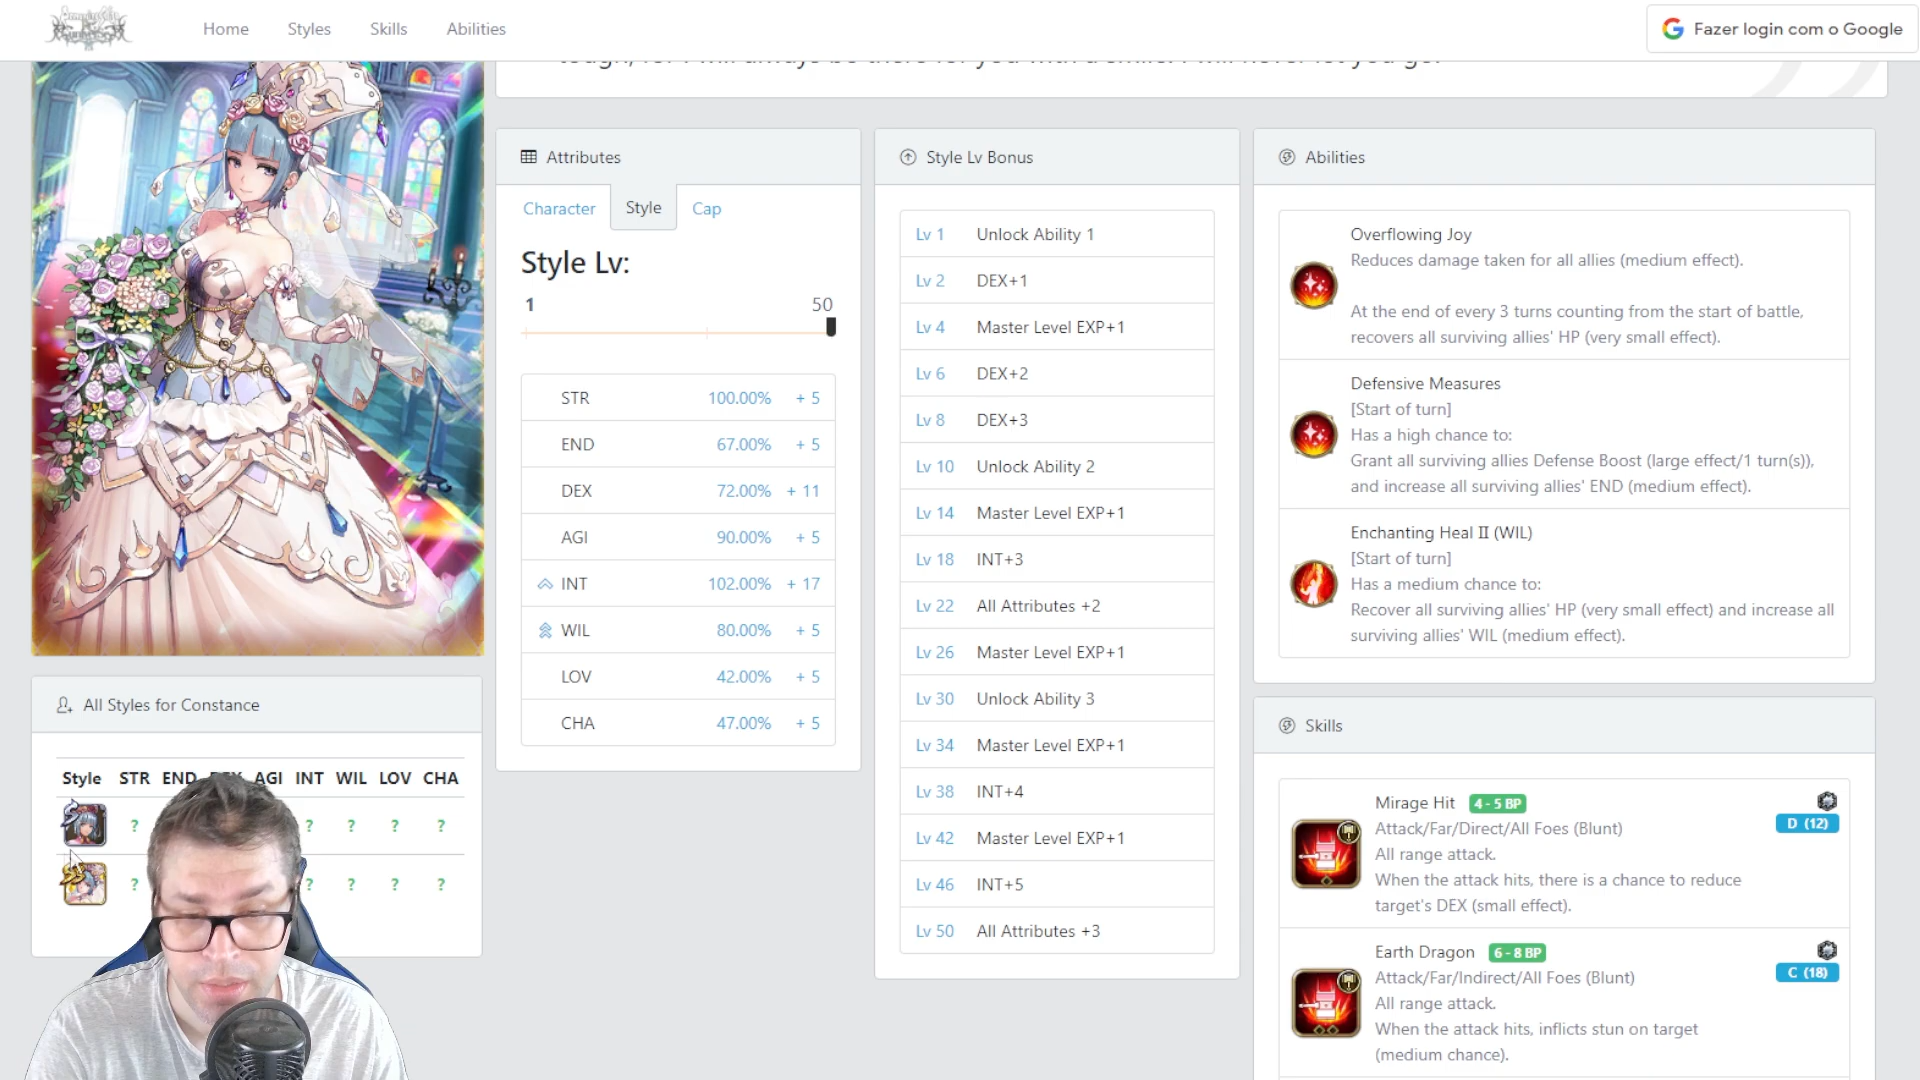 Home
Styles
Skills
Abilities
Fazer login com o Google
Attributes
Character
Style
Cap
Style Lv:
1
50
STR 100.00% + 5
END 67.00% + 5
DEX 72.00% + 11
AGI 90.00% + 5
INT 102.00% + 17
WIL 80.00% + 5
LOV 42.00% + 5
CHA 47.00% + 5
Style Lv Bonus
Lv 1 Unlock Ability 1
Lv 2 DEX+1
Lv 4 Master Level EXP+1
Lv 6 DEX+2
Lv 8 DEX+3
Lv 10 Unlock Ability 2
Lv 14 Master Level EXP+1
Lv 18 INT+3
Lv 22 All Attributes +2
Lv 26 Master Level EXP+1
Lv 30 Unlock Ability 3
Lv 34 Master Level EXP+1
Lv 38 INT+4
Lv 42 Master Level EXP+1
Lv 46 INT+5
Lv 50 All Attributes +3
Abilities
Overflowing Joy
Reduces damage taken for all allies (medium effect).
At the end of every 3 turns counting from the start of battle,
recovers all surviving allies' HP (very small effect).
Defensive Measures
[Start of turn]
Has a high chance to:
Grant all surviving allies Defense Boost (large effect/1 turn(s)),
and increase all surviving allies' END (medium effect).
Enchanting Heal II (WIL)
[Start of turn]
Has a medium chance to:
Recover all surviving allies' HP (very small effect) and increase all
surviving allies' WIL (medium effect).
Skills
Mirage Hit 4 - 5 BP
D (12)
Attack/Far/Direct/All Foes (Blunt)
All range attack.
When the attack hits, there is a chance to reduce
target's DEX (small effect).
Earth Dragon 6 - 8 BP
C (18)
Attack/Far/Indirect/All Foes (Blunt)
All range attack.
When the attack hits, inflicts stun on target
(medium chance).
All Styles for Constance
Style STR END AGI INT WIL LOV CHA
S ? ? ? ? ?
SS ? ? ? ? ?